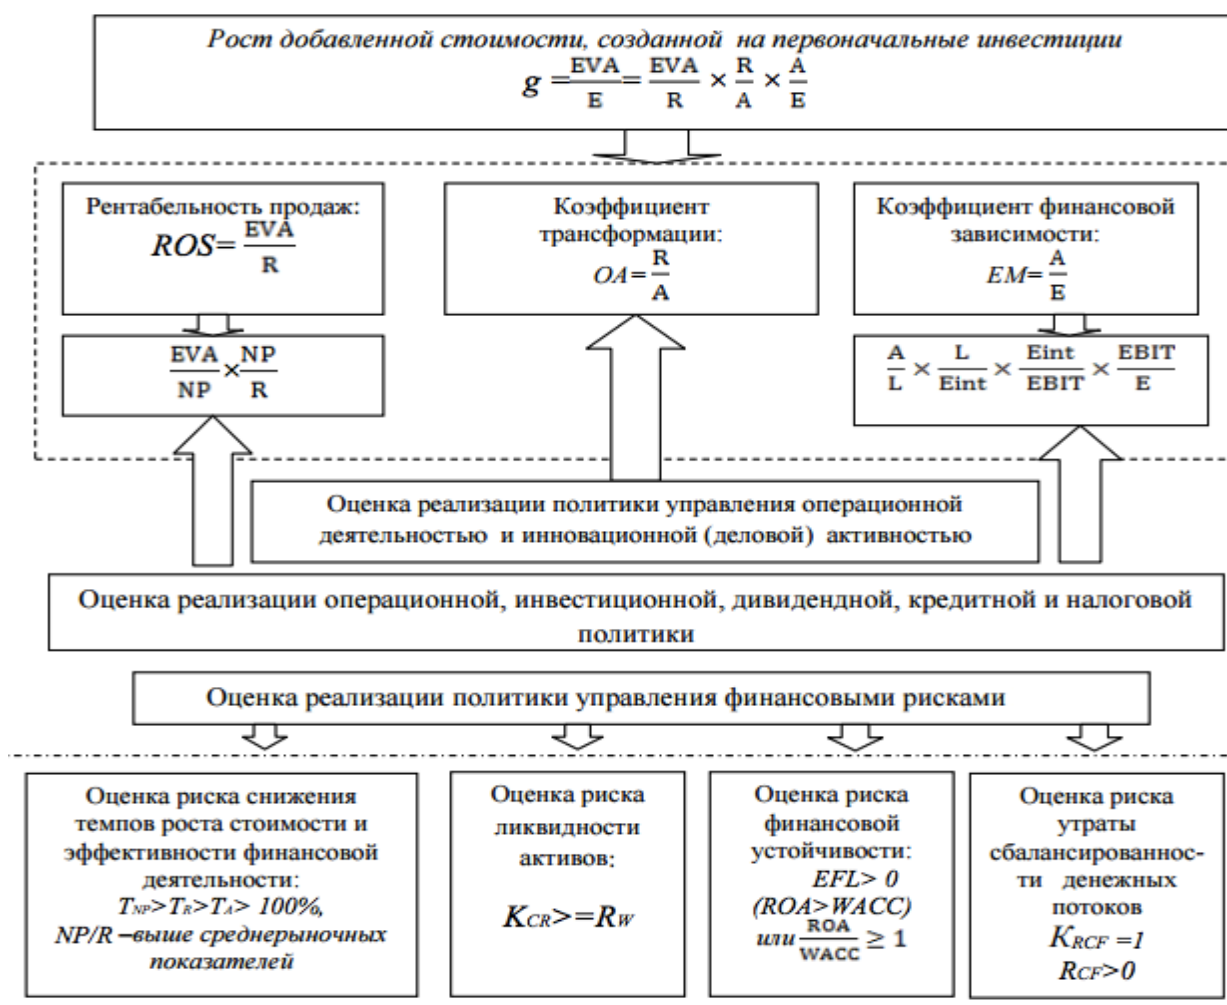 Рост добавленной стоимости, созданной на первоначальные инвестиции
g = EVA/E = EVA/R × R/A × A/E
Рентабельность продаж:
ROS= EVA/R
EVA/NP × NP/R
Коэффициент
трансформации:
OA= R/A
Коэффициент финансовой
зависимости:
EM= A/E
A/L × L/Eint × Eint/EBIT × EBIT/E
Оценка реализации политики управления операционной
деятельностью и инновационной (деловой) активностью
Оценка реализации операционной, инвестиционной, дивидендной, кредитной и налоговой
политики
Оценка реализации политики управления финансовыми рисками
Оценка риска снижения
темпов роста стоимости и
эффективности финансовой
деятельности:
TNP>TR>TA> 100%,
NP/R –выше среднерыночных
показателей
Оценка риска
ликвидности
активов:
KCR>=RW
Оценка риска
финансовой
устойчивости:
EFL> 0
(ROA>WACC)
или ROA/WACC ≥ 1
Оценка риска
утраты
сбалансированнос-
ти денежных
потоков
KRCF =1
RCF>0